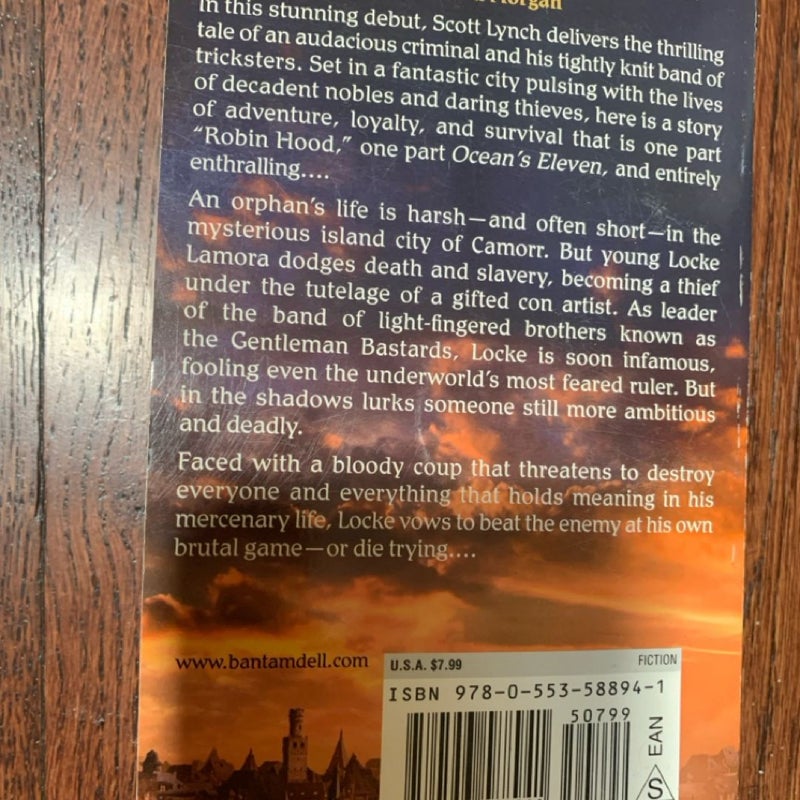 Morgan
In this stunning debut, Scott Lynch delivers the thrilling
tale of an audacious criminal and his tightly knit band of
tricksters. Set in a fantastic city pulsing with the lives
of decadent nobles and daring thieves, here is a story
of adventure, loyalty, and survival that is one part
“Robin Hood,” one part Ocean's Eleven, and entirely
enthralling....
An orphan's life is harsh—and often short—in the
mysterious island city of Camorr. But young Locke
Lamora dodges death and slavery, becoming a thief
under the tutelage of a gifted con artist. As leader
of the band of light-fingered brothers known as
the Gentleman Bastards, Locke is soon infamous,
fooling even the underworld's most feared ruler. But
in the shadows lurks someone still more ambitious
and deadly.
Faced with a bloody coup that threatens to destroy
everyone and everything that holds meaning in his
mercenary life, Locke vows to beat the enemy at his own
brutal game—or die trying....
www.bantamdell.com
U.S.A. $7.99 FICTION
ISBN 978-0-553-58894-1
50799
EAN
S